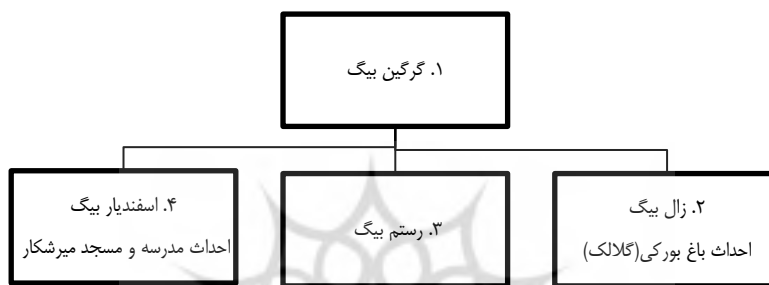 ۱. گرگین بیگ
۲. زال بیگ
احداث باغ بورکی(گلالک)
۳. رستم بیگ
۴. اسفندیار بیگ
احداث مدرسه و مسجد میرشکار